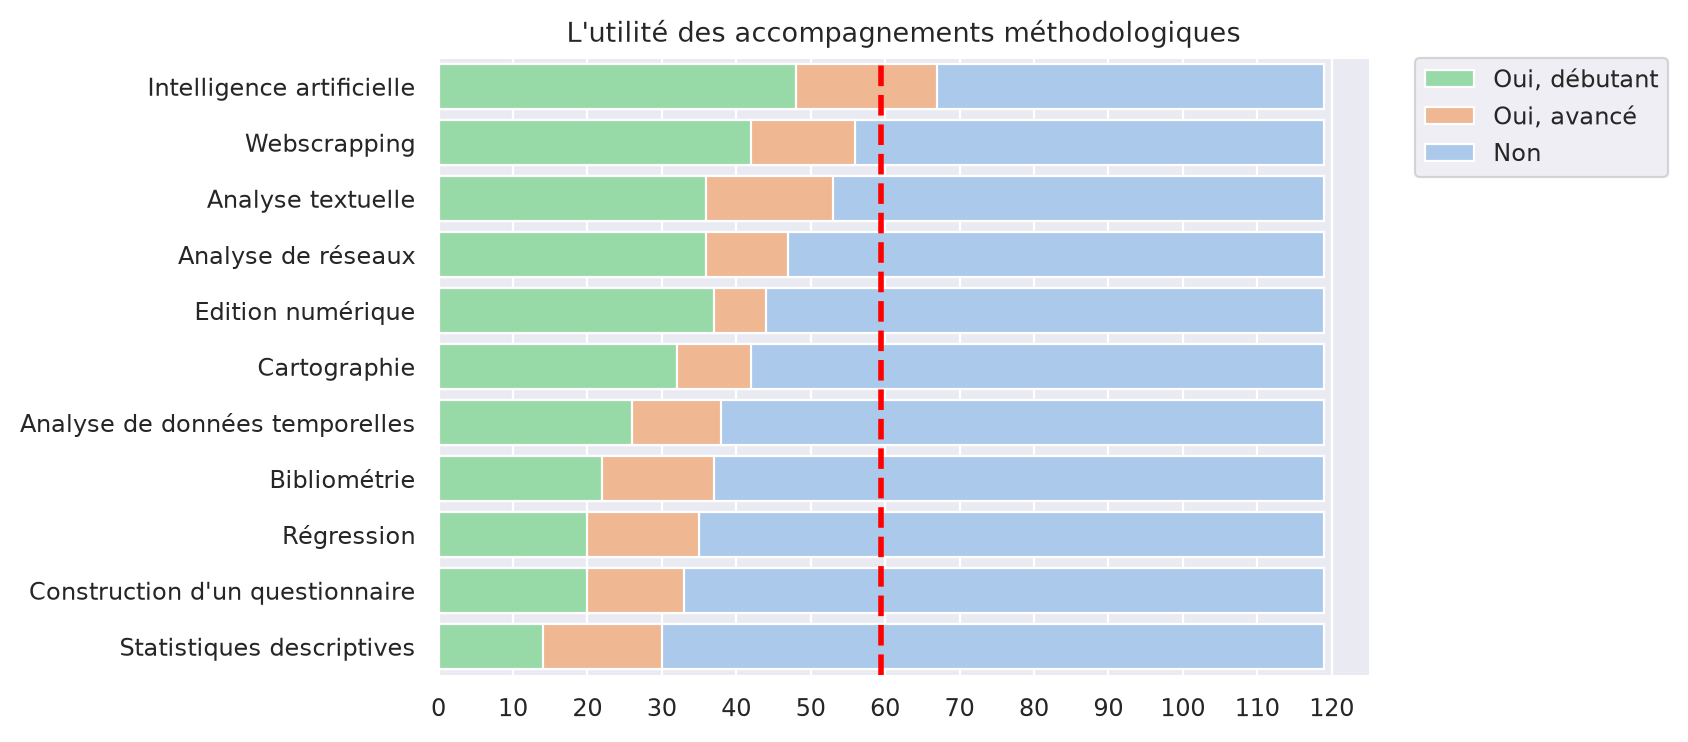 L'utilité des accompagnements méthodologiques
Intelligence artificielle
Webscrapping
Analyse textuelle
Analyse de réseaux
Edition numérique
Cartographie
Analyse de données temporelles
Bibliométrie
Régression
Construction d'un questionnaire
Statistiques descriptives
0 10 20 30 40 50 60 70 80 90 100 110 120
Oui, débutant
Oui, avancé
Non